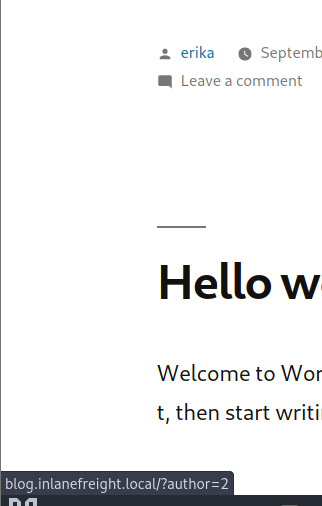 erika Septemb
Leave a comment
Hello w
Welcome to Wor
t, then start writi
blog.inlanefreight.local/?author=2